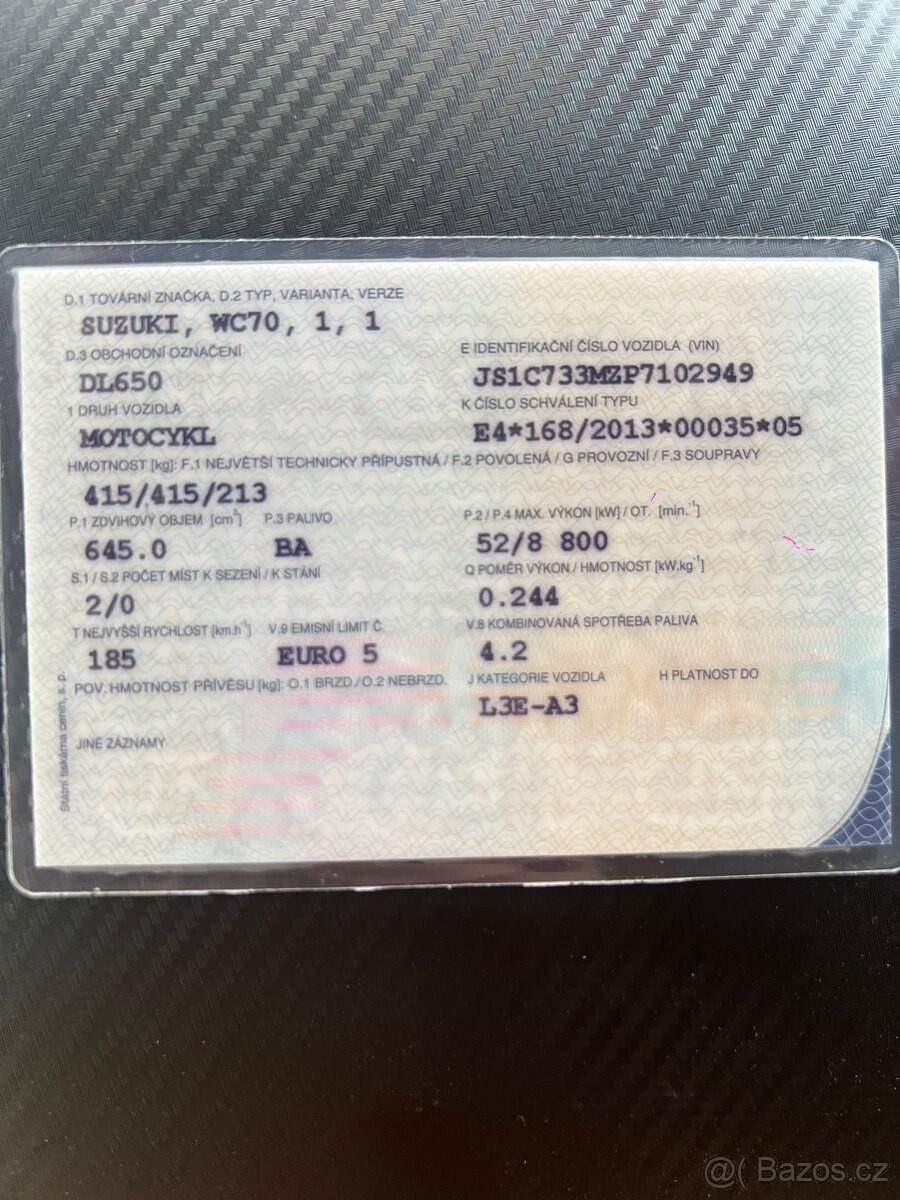 D.1 TOVÁRNÍ ZNAČKA, D.2 TYP, VARIANTA, VERZE
SUZUKI, WC70, 1, 1
D.3 OBCHODNÍ OZNAČENÍ
DL650
E IDENTIFIKAČNÍ ČÍSLO VOZIDLA (VIN)
JS1C733MZP7102949
1 DRUH VOZIDLA
MOTOCYKL
K ČÍSLO SCHVÁLENÍ TYPU
E4*168/2013*00035*05
HMOTNOST [kg]: F.1 NEJVĚTŠÍ TECHNICKY PŘÍPUSTNÁ / F.2 POVOLENÁ / G PROVOZNÍ / F.3 SOUPRAVY
415/415/213
P.1 ZDVIHOVÝ OBJEM [cm³] P.3 PALIVO
645.0 BA
P.2 / P.4 MAX. VÝKON [kW] / OT. [min.⁻¹]
52/8 800
S.1 / S.2 POČET MÍST K SEZENÍ / K STÁNÍ
2/0
Q POMĚR VÝKON / HMOTNOST [kW.kg⁻¹]
0.244
T NEJVYŠŠÍ RYCHLOST [km.h⁻¹] V.9 EMISNÍ LIMIT Č.
185 EURO 5
V.8 KOMBINOVANÁ SPOTŘEBA PALIVA
4.2
POV. HMOTNOST PŘÍVĚSU [kg]: O.1 BRZD./O.2 NEBRZD.
J KATEGORIE VOZIDLA H PLATNOST DO
L3E-A3
JINÉ ZÁZNAMY
Státní tiskárna cenin, s. p.
@( Bazos.cz